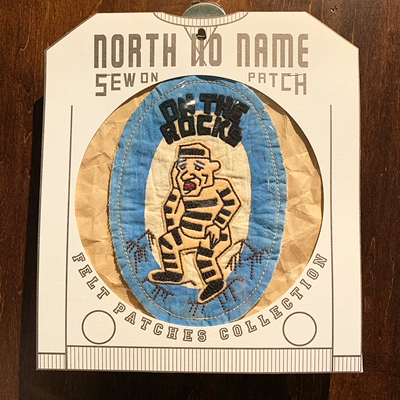 NORTH NO NAME
SEW ON PATCH
ON THE
ROCKS
FELT PATCHES COLLECTION